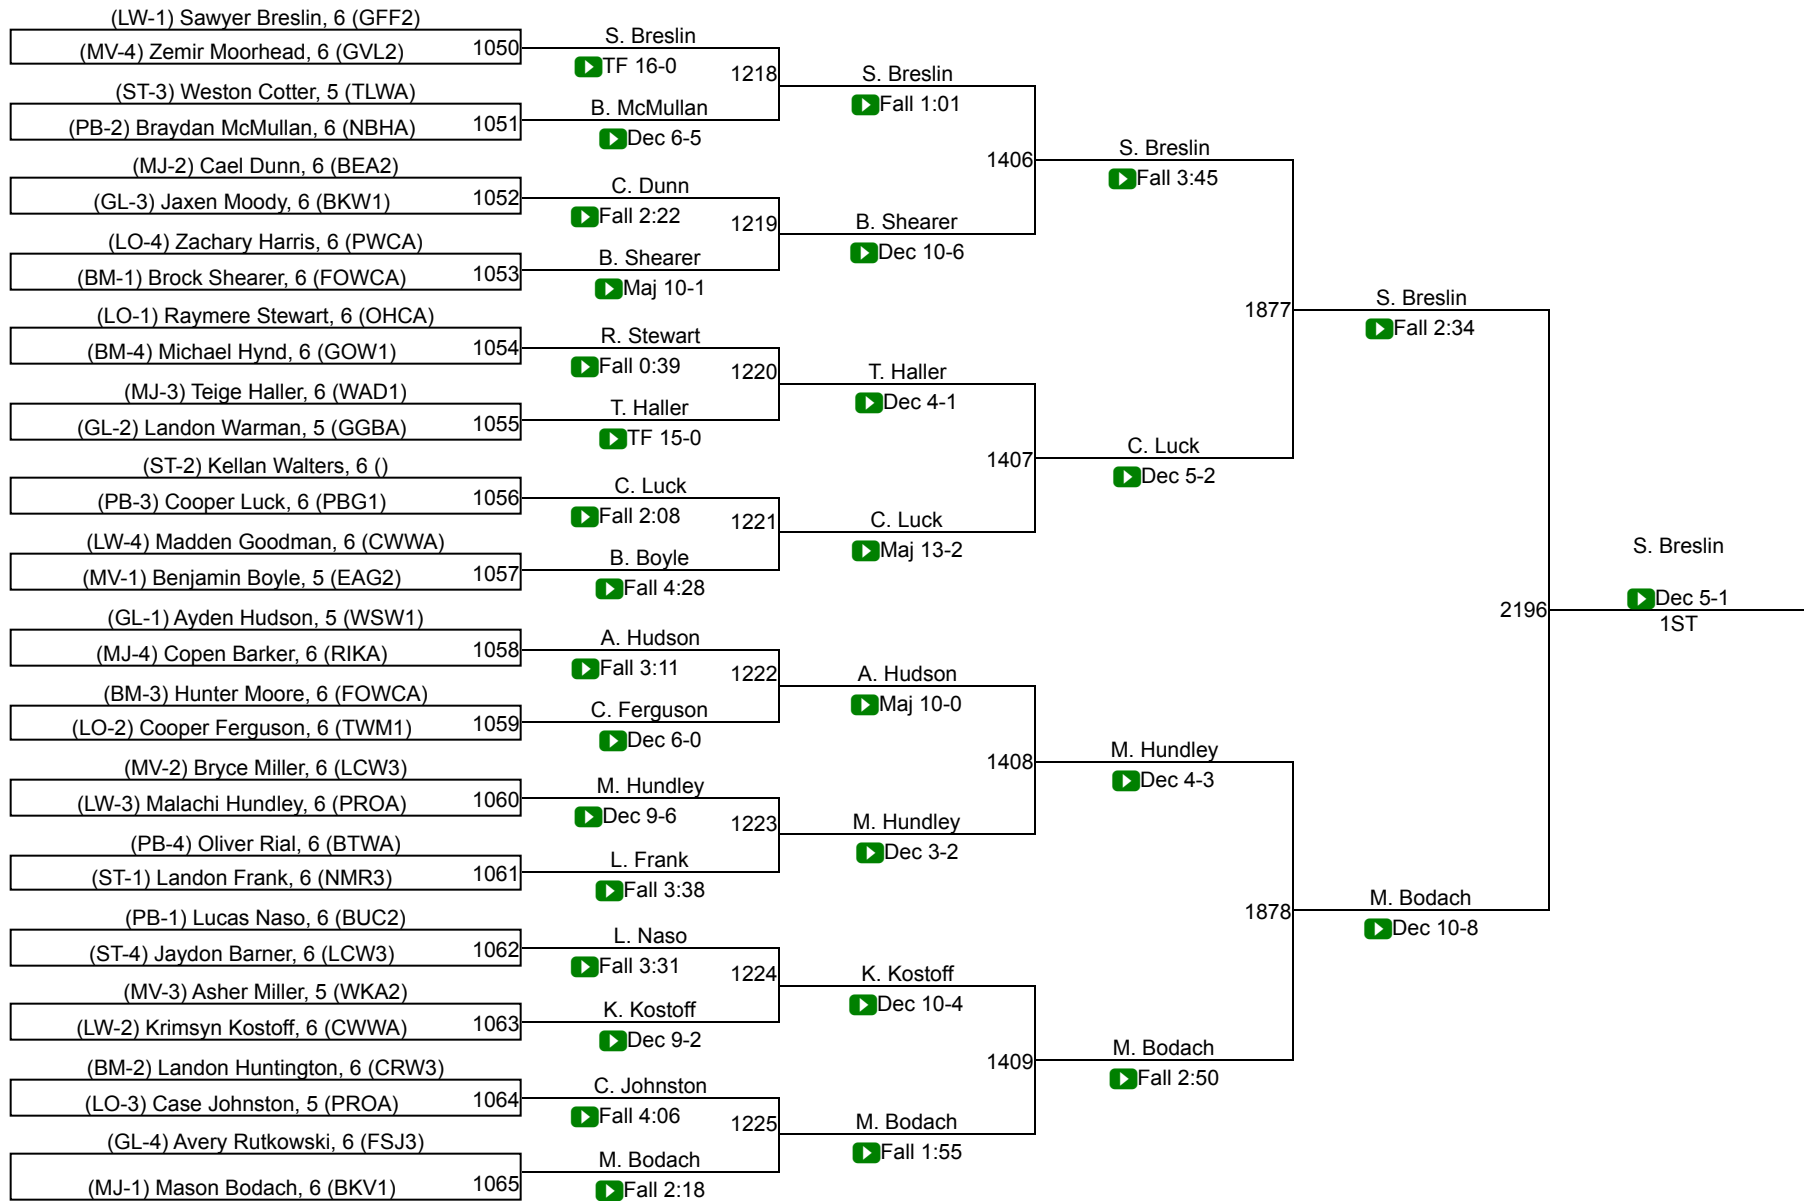 (LW-1) Sawyer Breslin, 6 (GFF2)
(MV-4) Zemir Moorhead, 6 (GVL2)
1050
(ST-3) Weston Cotter, 5 (TLWA)
(PB-2) Braydan McMullan, 6 (NBHA)
1051
(MJ-2) Cael Dunn, 6 (BEA2)
(GL-3) Jaxen Moody, 6 (BKW1)
1052
(LO-4) Zachary Harris, 6 (PWCA)
(BM-1) Brock Shearer, 6 (FOWCA)
1053
(LO-1) Raymere Stewart, 6 (OHCA)
(BM-4) Michael Hynd, 6 (GOW1)
1054
(MJ-3) Teige Haller, 6 (WAD1)
(GL-2) Landon Warman, 5 (GGBA)
1055
(ST-2) Kellan Walters, 6 ()
(PB-3) Cooper Luck, 6 (PBG1)
1056
(LW-4) Madden Goodman, 6 (CWWA)
(MV-1) Benjamin Boyle, 5 (EAG2)
1057
(GL-1) Ayden Hudson, 5 (WSW1)
(MJ-4) Copen Barker, 6 (RIKA)
1058
(BM-3) Hunter Moore, 6 (FOWCA)
(LO-2) Cooper Ferguson, 6 (TWM1)
1059
(MV-2) Bryce Miller, 6 (LCW3)
(LW-3) Malachi Hundley, 6 (PROA)
1060
(PB-4) Oliver Rial, 6 (BTWA)
(ST-1) Landon Frank, 6 (NMR3)
1061
(PB-1) Lucas Naso, 6 (BUC2)
(ST-4) Jaydon Barner, 6 (LCW3)
1062
(MV-3) Asher Miller, 5 (WKA2)
(LW-2) Krimsyn Kostoff, 6 (CWWA)
1063
(BM-2) Landon Huntington, 6 (CRW3)
(LO-3) Case Johnston, 5 (PROA)
1064
(GL-4) Avery Rutkowski, 6 (FSJ3)
(MJ-1) Mason Bodach, 6 (BKV1)
1065
S. Breslin
TF 16-0
1218
B. McMullan
Dec 6-5
C. Dunn
Fall 2:22
1219
B. Shearer
Maj 10-1
R. Stewart
Fall 0:39
1220
T. Haller
TF 15-0
C. Luck
Fall 2:08
1221
B. Boyle
Fall 4:28
A. Hudson
Fall 3:11
1222
C. Ferguson
Dec 6-0
M. Hundley
Dec 9-6
1223
L. Frank
Fall 3:38
L. Naso
Fall 3:31
1224
K. Kostoff
Dec 9-2
C. Johnston
Fall 4:06
1225
M. Bodach
Fall 2:18
S. Breslin
Fall 1:01
1406
B. Shearer
Dec 10-6
T. Haller
Dec 4-1
1407
C. Luck
Maj 13-2
A. Hudson
Maj 10-0
1408
M. Hundley
Dec 3-2
K. Kostoff
Dec 10-4
1409
M. Bodach
Fall 1:55
S. Breslin
Fall 3:45
1877
C. Luck
Dec 5-2
M. Hundley
Dec 4-3
1878
M. Bodach
Fall 2:50
S. Breslin
Fall 2:34
2196
M. Bodach
Dec 10-8
S. Breslin
Dec 5-1
1ST